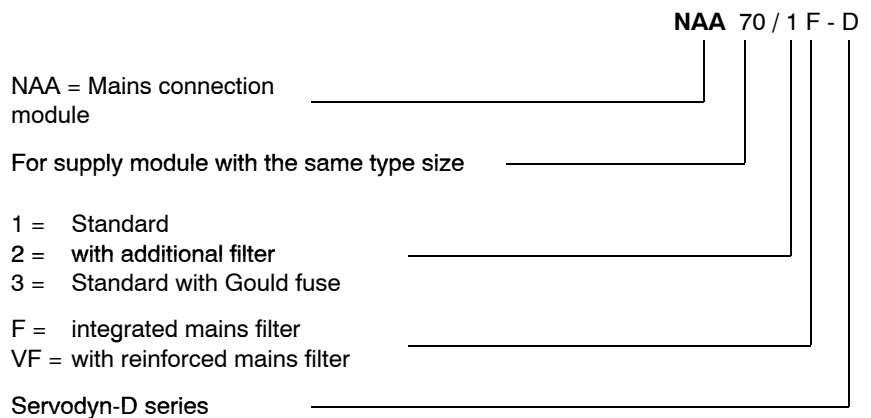 NAA 70 / 1 F - D
NAA = Mains connection
module
For supply module with the same type size
1 = Standard
2 = with additional filter
3 = Standard with Gould fuse
F = integrated mains filter
VF = with reinforced mains filter
Servodyn-D series